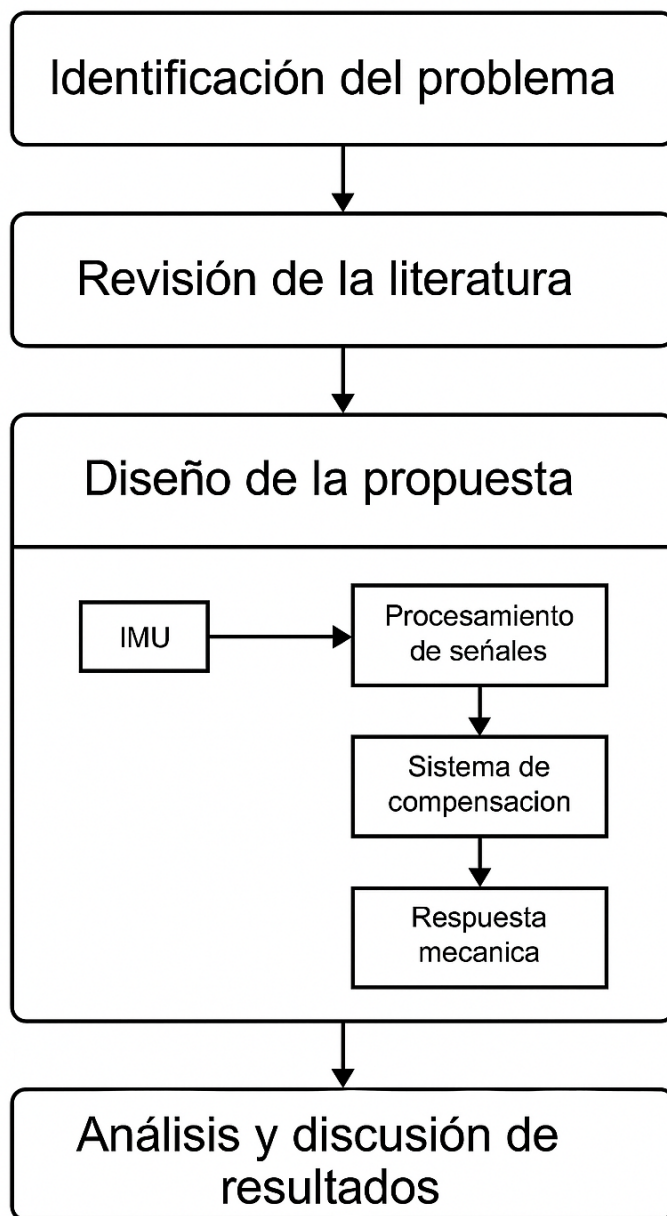 Identificación del problema
Revisión de la literatura
Diseño de la propuesta
IMU
Procesamiento
de seńales
Sistema de
compensacion
Respuesta
mecanica
Análisis y discusión de
resultados